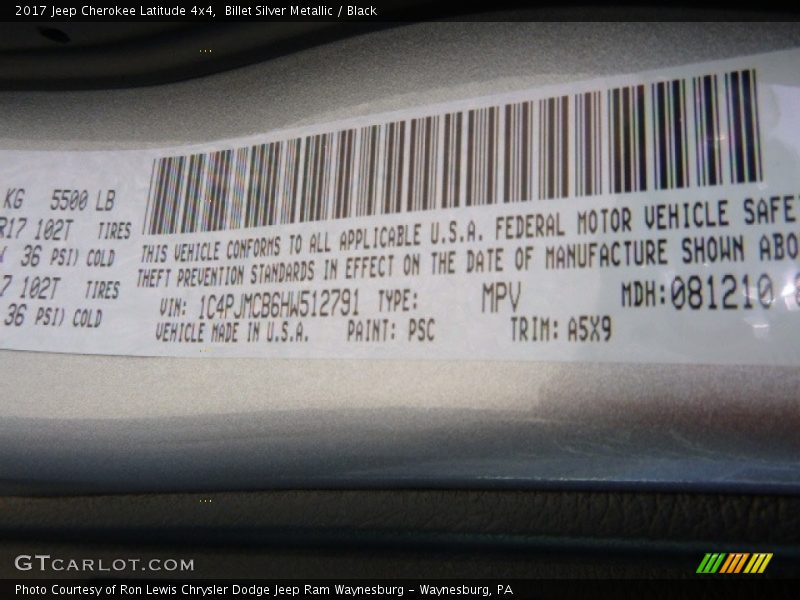 2017 Jeep Cherokee Latitude 4x4, Billet Silver Metallic / Black
KG 5500 LB
R17 102T TIRES
36 PSI) COLD
7 102T TIRES
36 PSI) COLD
THIS VEHICLE CONFORMS TO ALL APPLICABLE U.S.A. FEDERAL MOTOR VEHICLE SAFE
THEFT PREVENTION STANDARDS IN EFFECT ON THE DATE OF MANUFACTURE SHOWN ABO
VIN: 1C4PJMCB6HW512791 TYPE: MPV MDH: 081210
VEHICLE MADE IN U.S.A. PAINT: PSC TRIM: A5X9
GTCARLOT.COM
Photo Courtesy of Ron Lewis Chrysler Dodge Jeep Ram Waynesburg – Waynesburg, PA